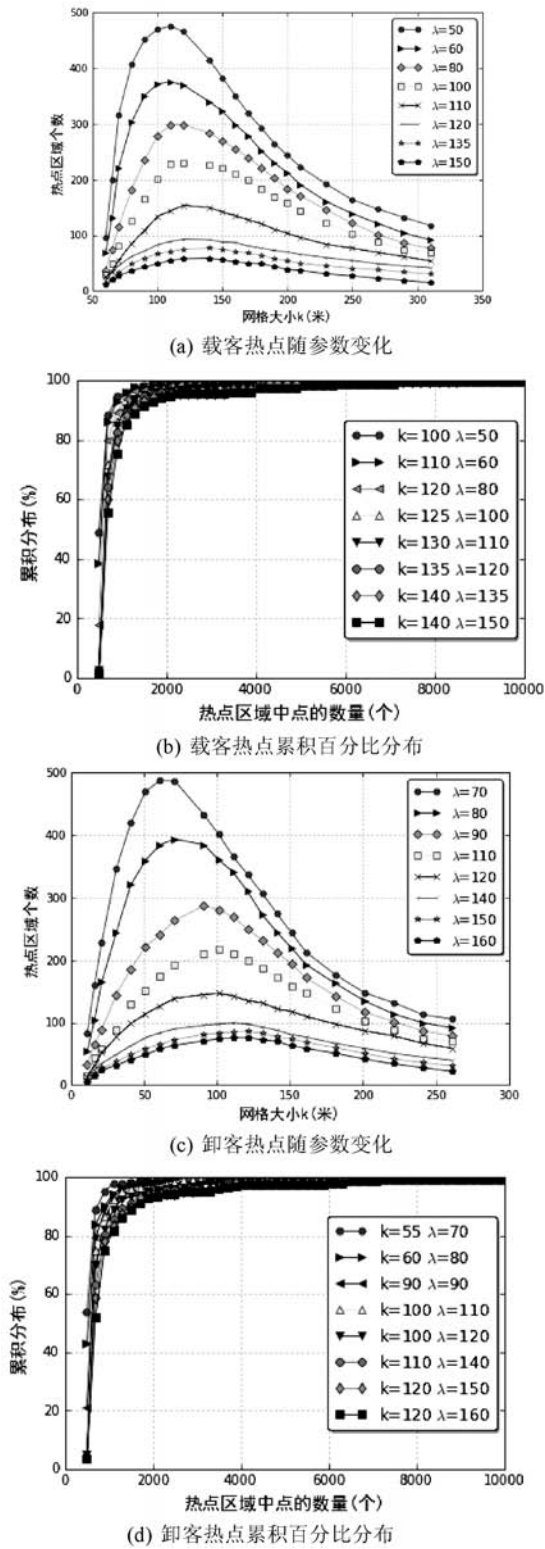 500
400
300
200
100
0
50
100
150
200
250
300
350
热点区域个数
网格大小k(米)
λ=50
λ=60
λ=80
λ=100
λ=110
λ=120
λ=135
λ=150
(a) 载客热点随参数变化
100
80
60
40
20
0
0
2000
4000
6000
8000
10000
累积分布(%)
热点区域中点的数量(个)
k=100 λ=50
k=110 λ=60
k=120 λ=80
k=125 λ=100
k=130 λ=110
k=135 λ=120
k=140 λ=135
k=140 λ=150
(b) 载客热点累积百分比分布
500
400
300
200
100
0
0
50
100
150
200
250
300
热点区域个数
网格大小k(米)
λ=70
λ=80
λ=90
λ=110
λ=120
λ=140
λ=150
λ=160
(c) 卸客热点随参数变化
100
80
60
40
20
0
0
2000
4000
6000
8000
10000
累积分布(%)
热点区域中点的数量(个)
k=55 λ=70
k=60 λ=80
k=90 λ=90
k=100 λ=110
k=100 λ=120
k=110 λ=140
k=120 λ=150
k=120 λ=160
(d) 卸客热点累积百分比分布